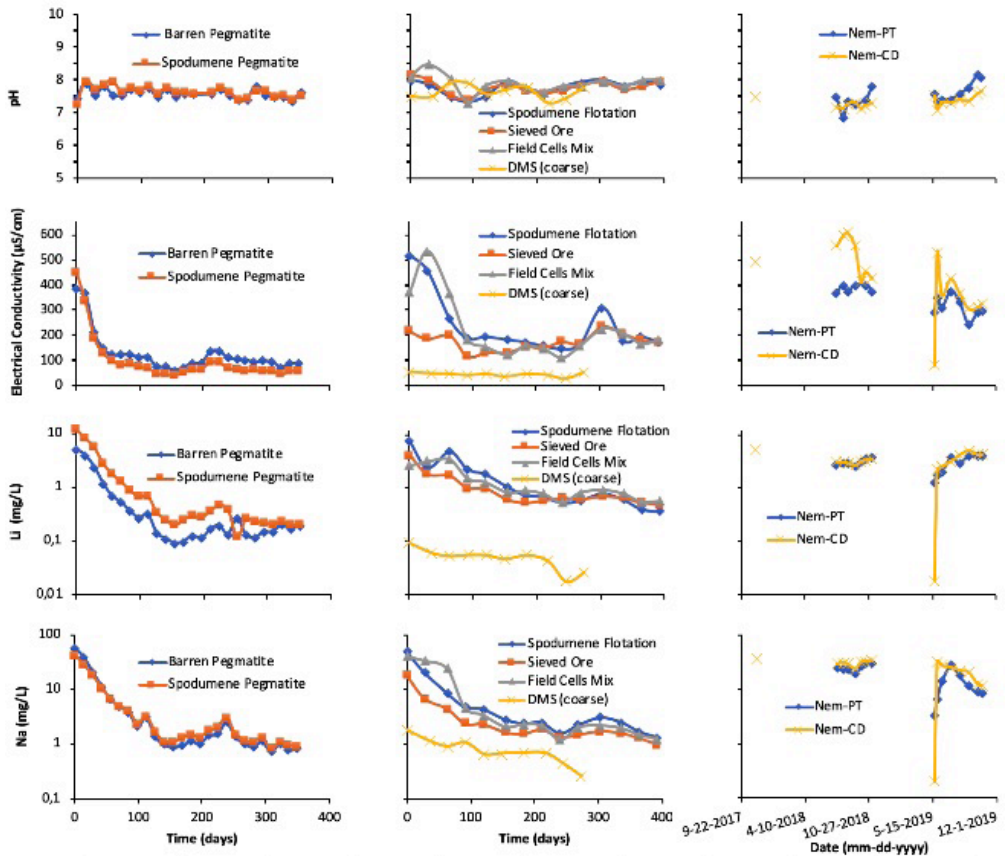 10
9
8
7
6
5
pH
Barren Pegmatite
Spodumene Pegmatite
Spodumene Flotation
Sieved Ore
Field Cells Mix
DMS (coarse)
Nem-PT
Nem-CD
600
500
400
300
200
100
0
Electrical Conductivity (µS/cm)
Barren Pegmatite
Spodumene Pegmatite
Spodumene Flotation
Sieved Ore
Field Cells Mix
DMS (coarse)
Nem-PT
Nem-CD
10
1
0,1
0,01
Li (mg/L)
Barren Pegmatite
Spodumene Pegmatite
Spodumene Flotation
Sieved Ore
Field Cells Mix
DMS (coarse)
Nem-PT
Nem-CD
100
10
1
0,1
Na (mg/L)
Barren Pegmatite
Spodumene Pegmatite
Spodumene Flotation
Sieved Ore
Field Cells Mix
DMS (coarse)
Nem-PT
Nem-CD
0 100 200 300 400
Time (days)
0 100 200 300 400
Time (days)
9-22-2017 4-10-2018 10-27-2018 5-15-2019 12-1-2019
Date (mm-dd-yyyy)